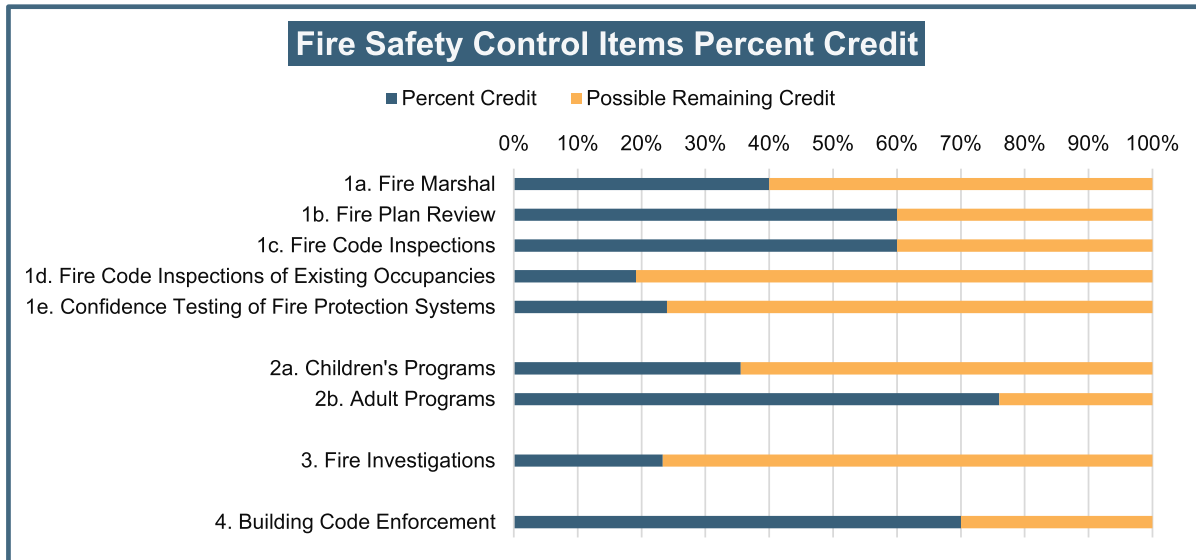 Fire Safety Control Items Percent Credit
Percent Credit Possible Remaining Credit
0% 10% 20% 30% 40% 50% 60% 70% 80% 90% 100%
1a. Fire Marshal
1b. Fire Plan Review
1c. Fire Code Inspections
1d. Fire Code Inspections of Existing Occupancies
1e. Confidence Testing of Fire Protection Systems
2a. Children's Programs
2b. Adult Programs
3. Fire Investigations
4. Building Code Enforcement